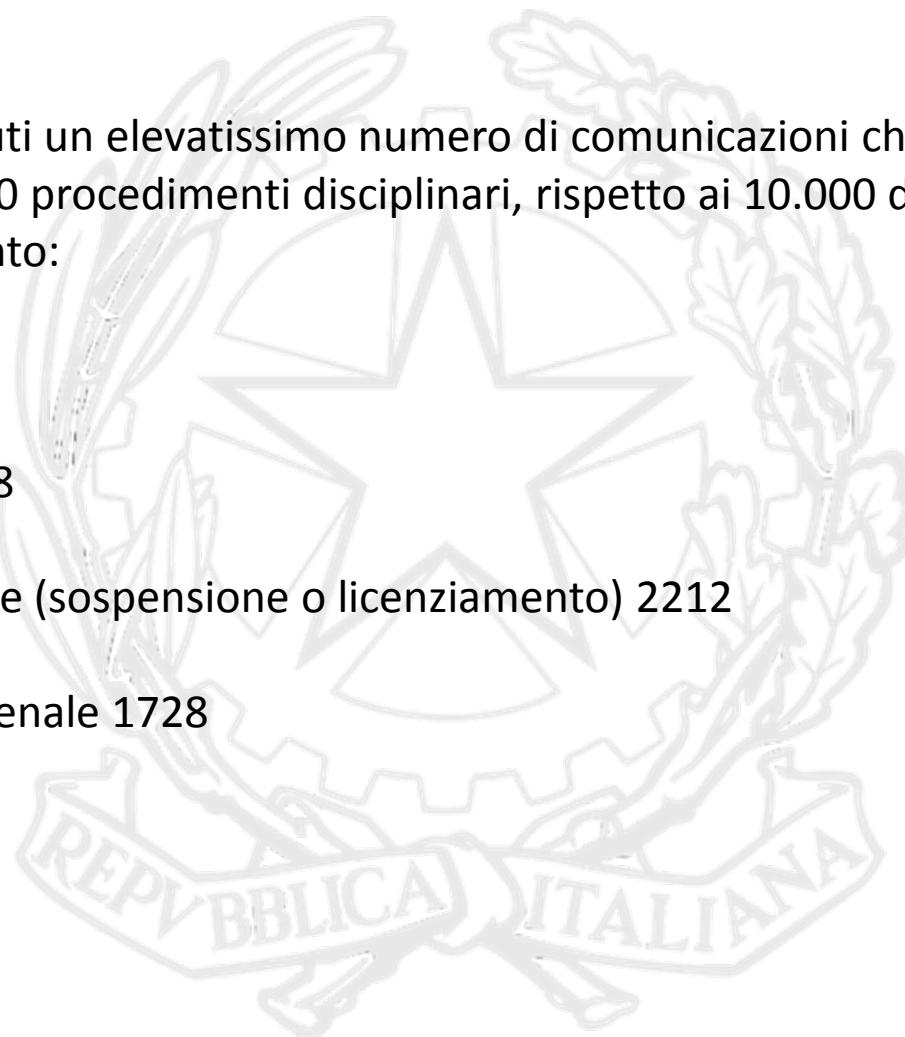 uti un elevatissimo numero di comunicazioni ch
0 procedimenti disciplinari, rispetto ai 10.000 d
nto:
8
e (sospensione o licenziamento) 2212
enale 1728
REPVBBLICA ITALIANA